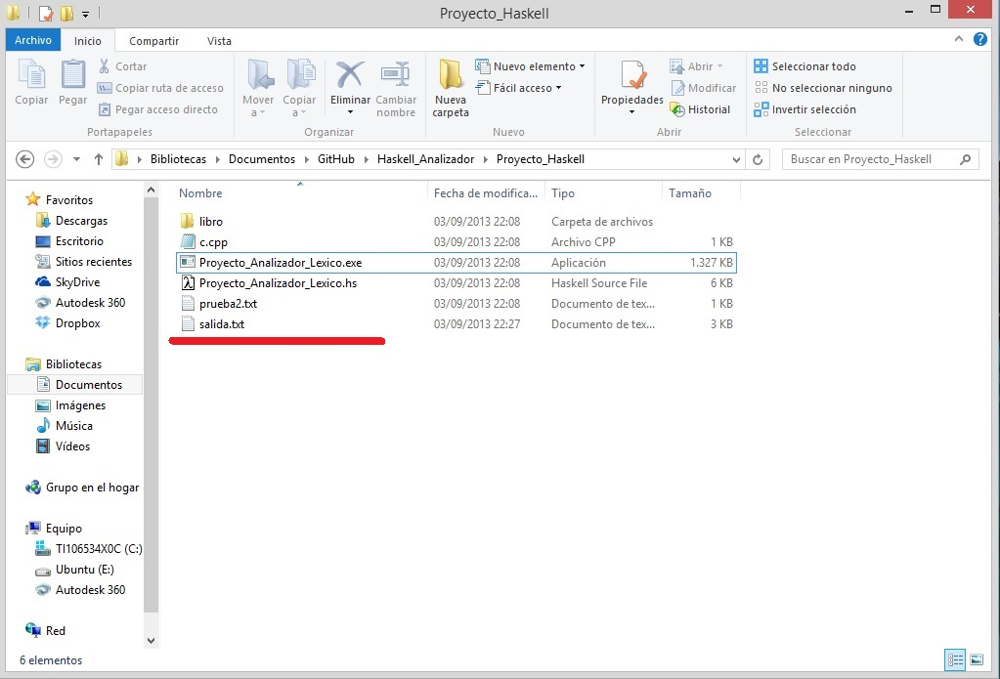 Proyecto_Haskell
Archivo Inicio Compartir Vista
Copiar
Pegar
Cortar
Copiar ruta de acceso
Pegar acceso directo
Portapapeles
Mover a
Copiar a
Eliminar
Cambiar nombre
Organizar
Nueva carpeta
Nuevo elemento
Fácil acceso
Nuevo
Propiedades
Abrir
Modificar
Historial
Abrir
Seleccionar todo
No seleccionar ninguno
Invertir selección
Seleccionar
Bibliotecas Documentos GitHub Haskell_Analizador Proyecto_Haskell
Buscar en Proyecto_Haskell
Favoritos
Descargas
Escritorio
Sitios recientes
SkyDrive
Autodesk 360
Dropbox
Bibliotecas
Documentos
Imágenes
Música
Vídeos
Grupo en el hogar
Equipo
TI106534X0C (C:)
Ubuntu (E:)
Autodesk 360
Red
Nombre Fecha de modifica... Tipo Tamaño
libro 03/09/2013 22:08 Carpeta de archivos
c.cpp 03/09/2013 22:08 Archivo CPP 1 KB
Proyecto_Analizador_Lexico.exe 03/09/2013 22:08 Aplicación 1.327 KB
Proyecto_Analizador_Lexico.hs 03/09/2013 22:08 Haskell Source File 6 KB
prueba2.txt 03/09/2013 22:08 Documento de tex... 1 KB
salida.txt 03/09/2013 22:27 Documento de tex... 3 KB
6 elementos